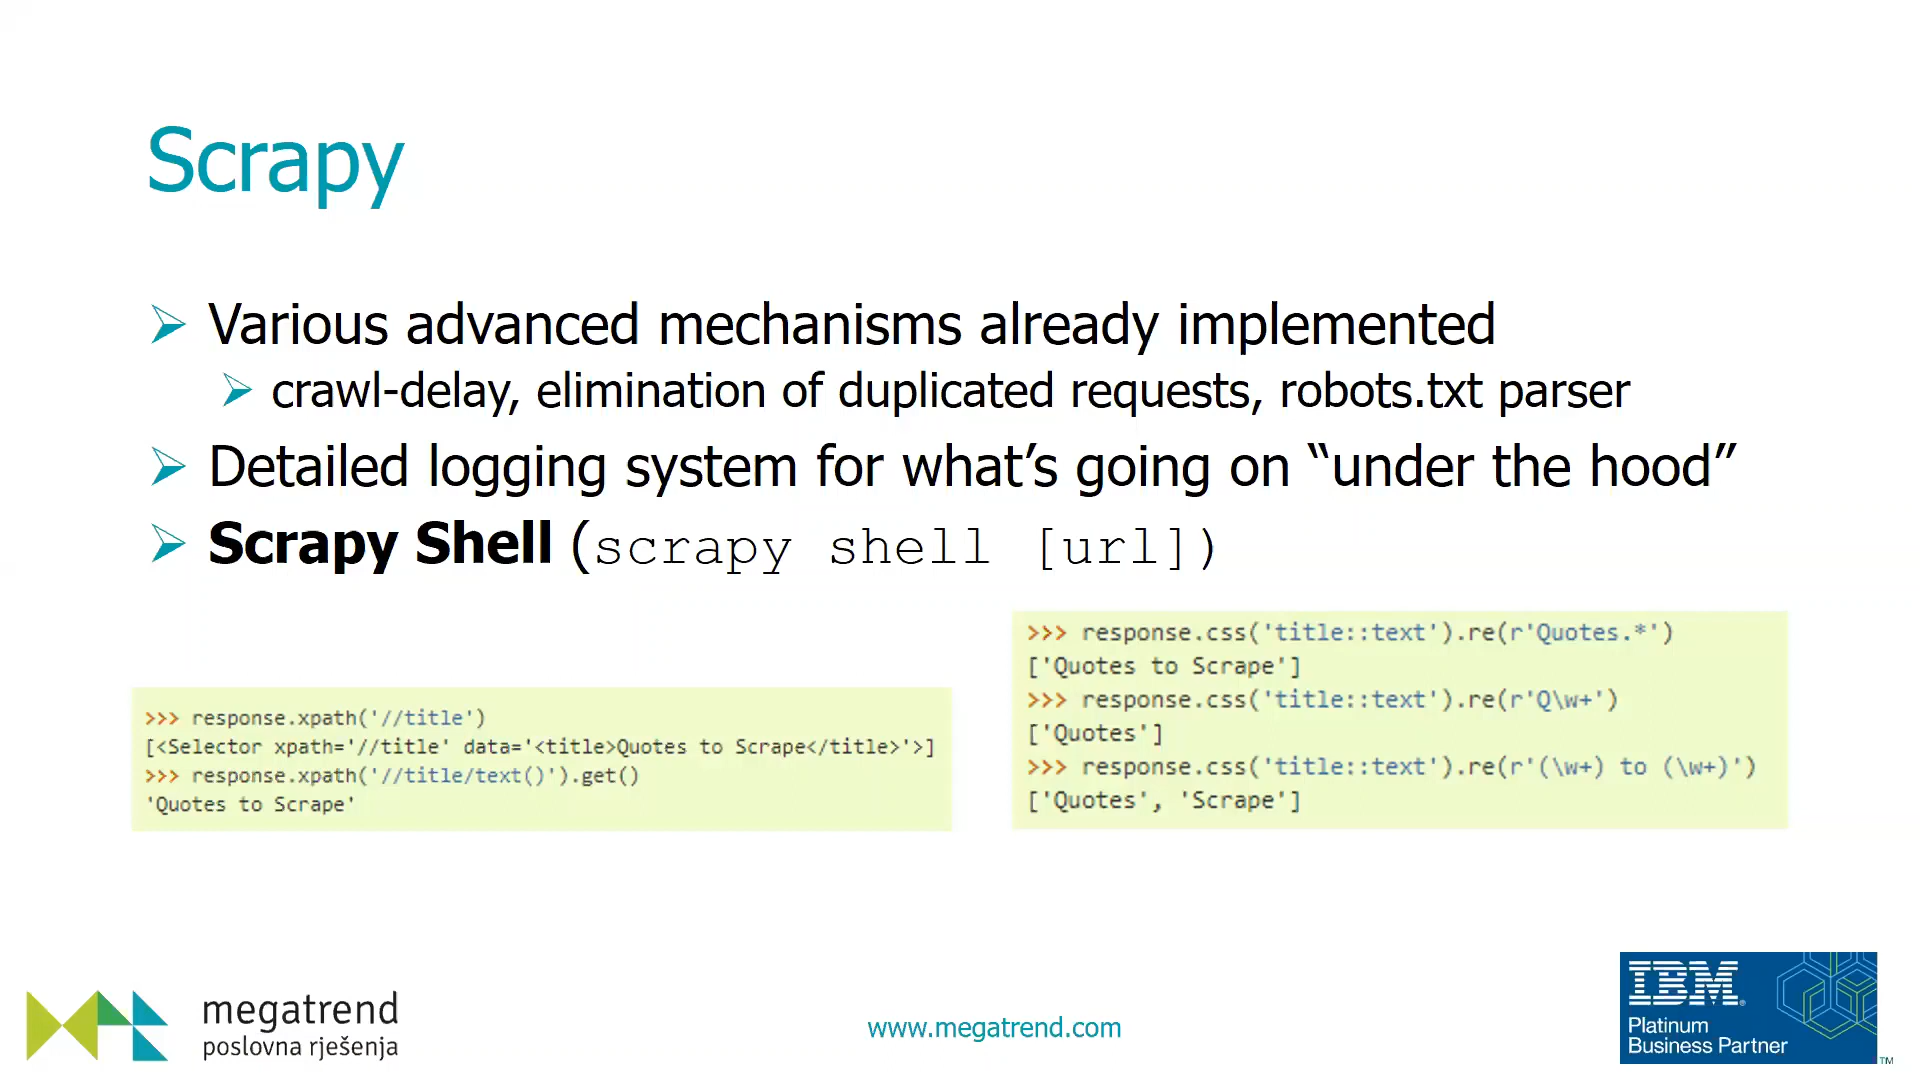 Scrapy
Various advanced mechanisms already implemented
crawl-delay, elimination of duplicated requests, robots.txt parser
Detailed logging system for what’s going on “under the hood”
Scrapy Shell (scrapy shell [url])
>>> response.xpath('//title')
[<Selector xpath='//title' data='<title>Quotes to Scrape</title>'>]
>>> response.xpath('//title/text()').get()
'Quotes to Scrape'
>>> response.css('title::text').re(r'Quotes.*')
['Quotes to Scrape']
>>> response.css('title::text').re(r'Q\w+')
['Quotes']
>>> response.css('title::text').re(r'(\w+) to (\w+)')
['Quotes', 'Scrape']
megatrend
poslovna rješenja
www.megatrend.com
IBM®
Platinum
Business Partner
™